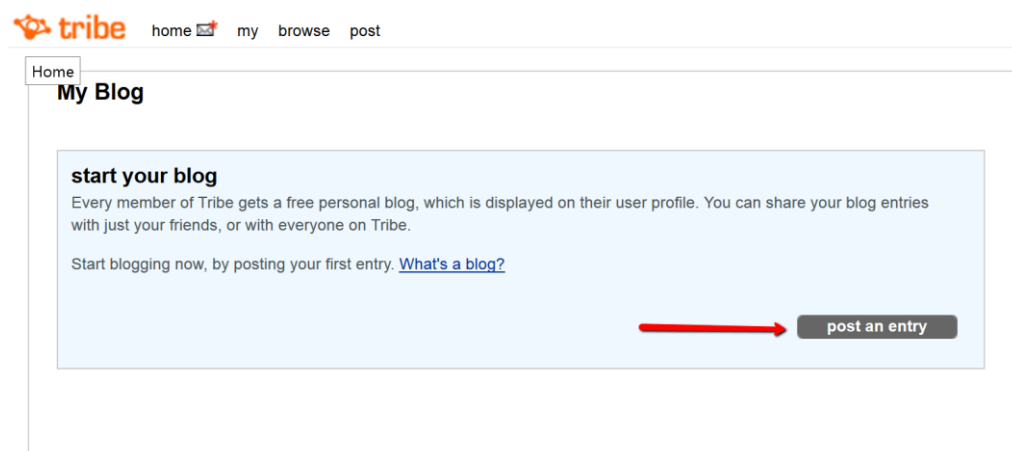 tribe home my browse post
Home
My Blog
start your blog
Every member of Tribe gets a free personal blog, which is displayed on their user profile. You can share your blog entries
with just your friends, or with everyone on Tribe.
Start blogging now, by posting your first entry. What's a blog?
post an entry